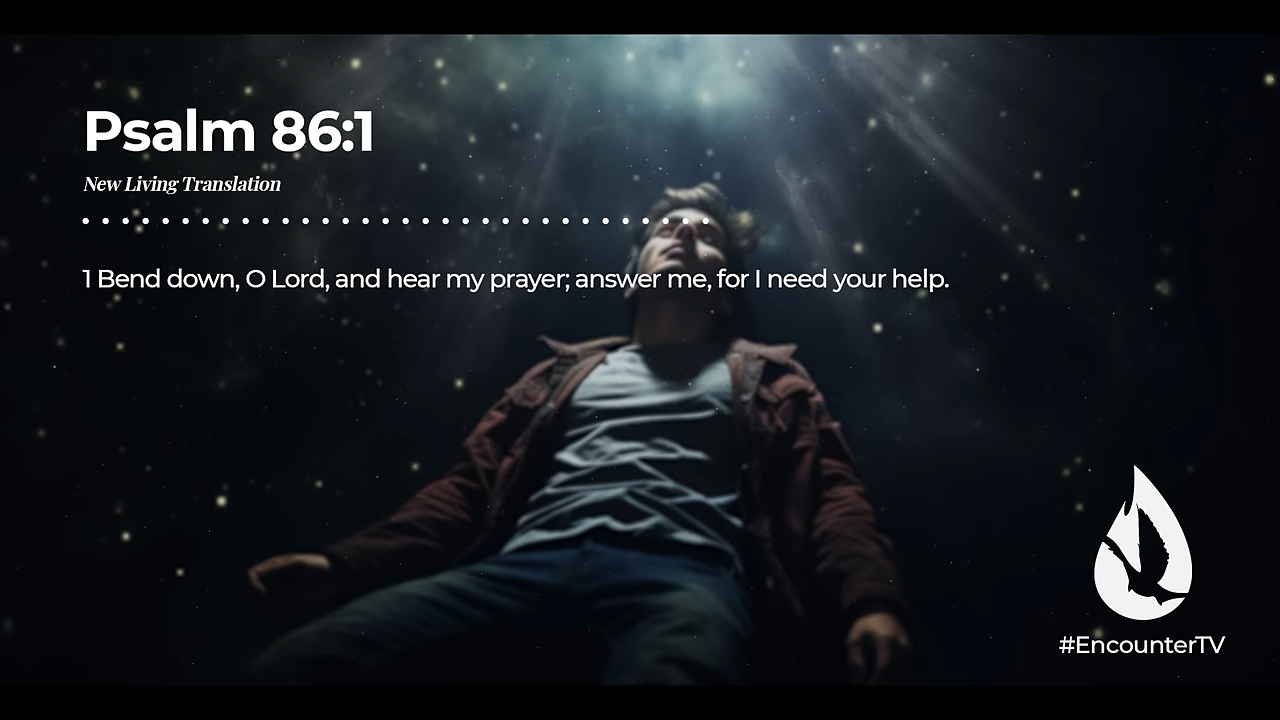 Psalm 86:1
New Living Translation
1 Bend down, O Lord, and hear my prayer; answer me, for I need your help.
#EncounterTV